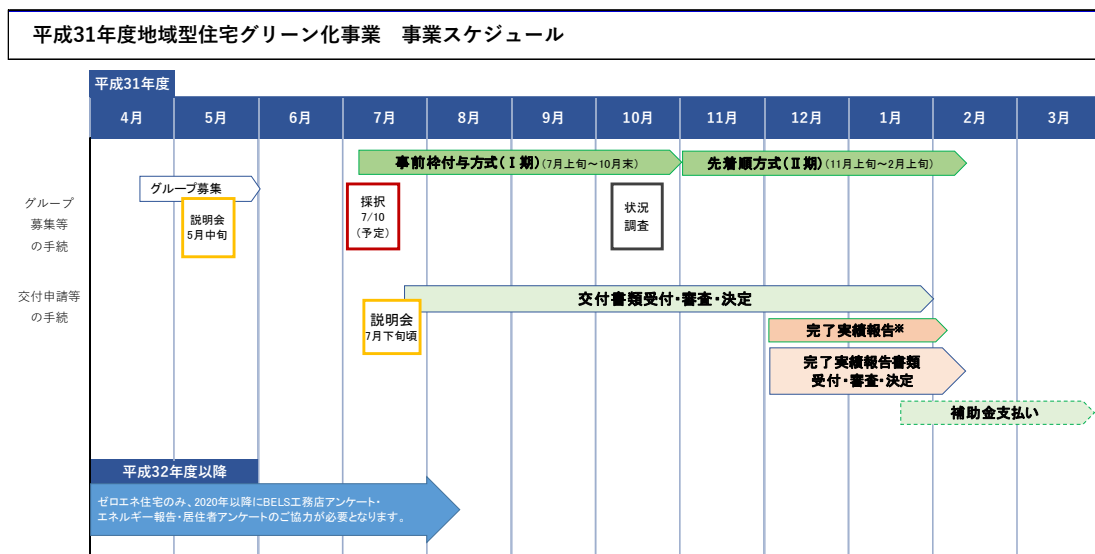 平成31年度地域型住宅グリーン化事業　事業スケジュール
平成31年度
4月 5月 6月 7月 8月 9月 10月 11月 12月 1月 2月 3月
事前枠付与方式(Ⅰ期)(7月上旬～10月末)
先着順方式(Ⅱ期)(11月上旬～2月上旬)
グループ
募集等
の手続
グループ募集
説明会
5月中旬
採択
7/10
(予定)
状況
調査
交付申請等
の手続
交付書類受付・審査・決定
説明会
7月下旬頃
完了実績報告※
完了実績報告書類
受付・審査・決定
補助金支払い
平成32年度以降
ゼロエネ住宅のみ、2020年以降にBELS工務店アンケート・
エネルギー報告・居住者アンケートのご協力が必要となります。